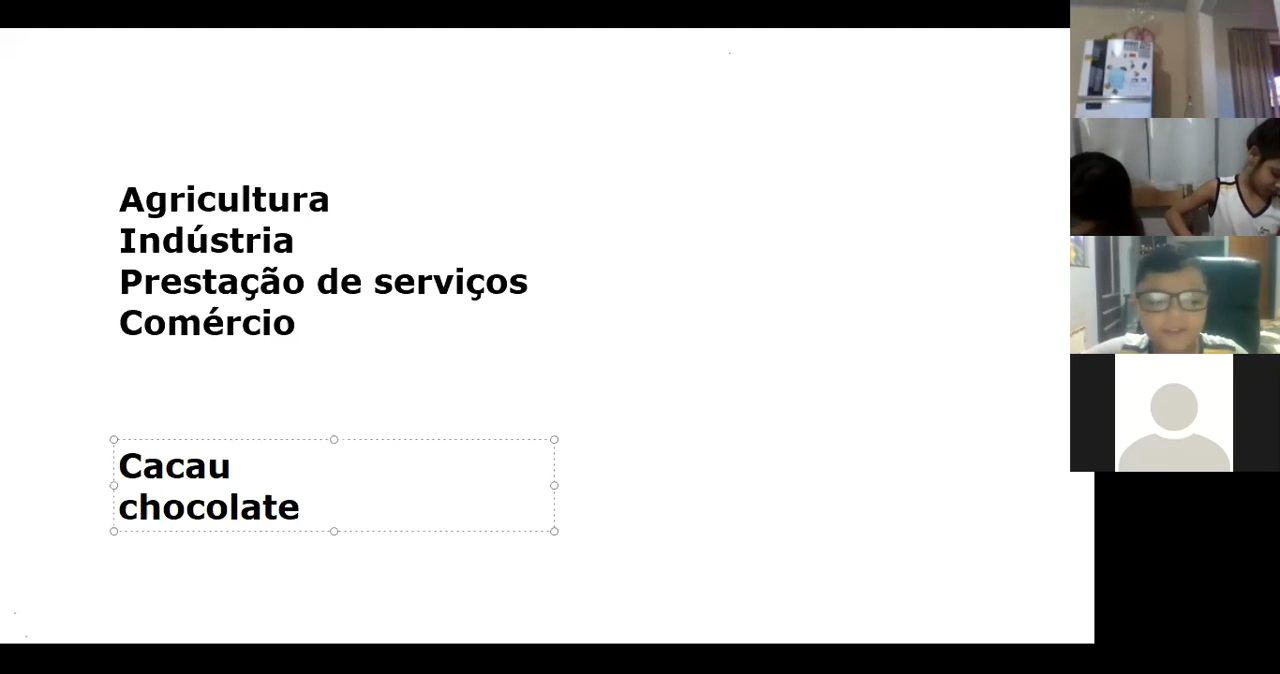 Agricultura
Indústria
Prestação de serviços
Comércio
Cacau
chocolate